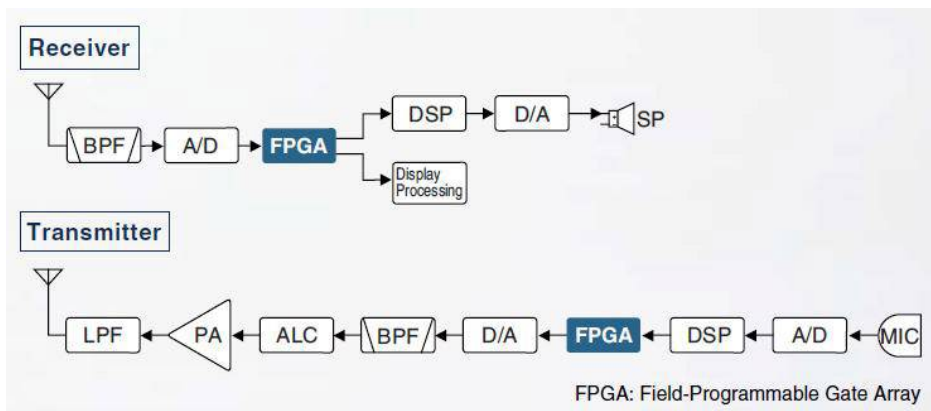 Receiver
BPF
A/D
FPGA
DSP
D/A
SP
Display
Processing
Transmitter
LPF
PA
ALC
BPF
D/A
FPGA
DSP
A/D
MIC
FPGA: Field-Programmable Gate Array